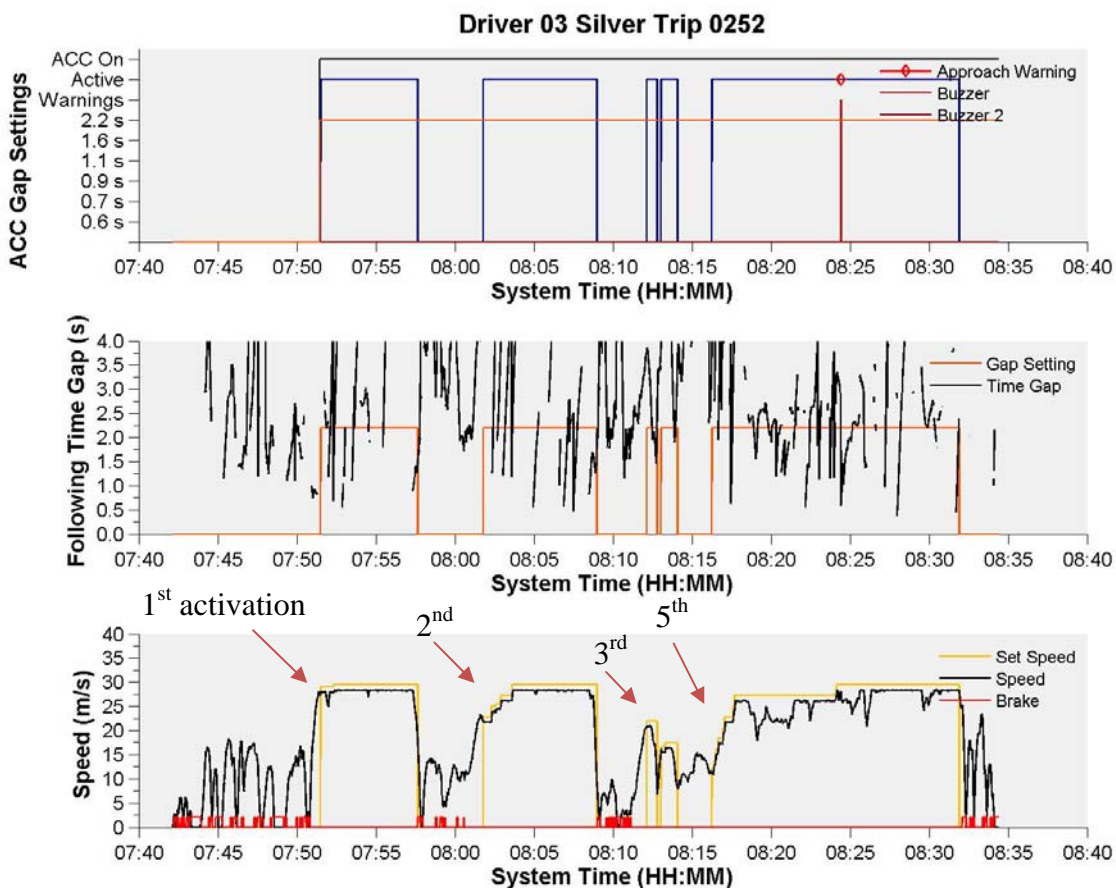 Driver 03 Silver Trip 0252
ACC Gap Settings
ACC On
Active
Warnings
2.2 s
1.6 s
1.1 s
0.9 s
0.7 s
0.6 s
Approach Warning
Buzzer
Buzzer 2
07:40 07:45 07:50 07:55 08:00 08:05 08:10 08:15 08:20 08:25 08:30 08:35 08:40
System Time (HH:MM)
Following Time Gap (s)
4.0
3.5
3.0
2.5
2.0
1.5
1.0
0.5
0.0
Gap Setting
Time Gap
07:40 07:45 07:50 07:55 08:00 08:05 08:10 08:15 08:20 08:25 08:30 08:35 08:40
System Time (HH:MM)
1st activation
2nd
3rd
5th
Speed (m/s)
40
35
30
25
20
15
10
5
0
Set Speed
Speed
Brake
07:40 07:45 07:50 07:55 08:00 08:05 08:10 08:15 08:20 08:25 08:30 08:35 08:40
System Time (HH:MM)